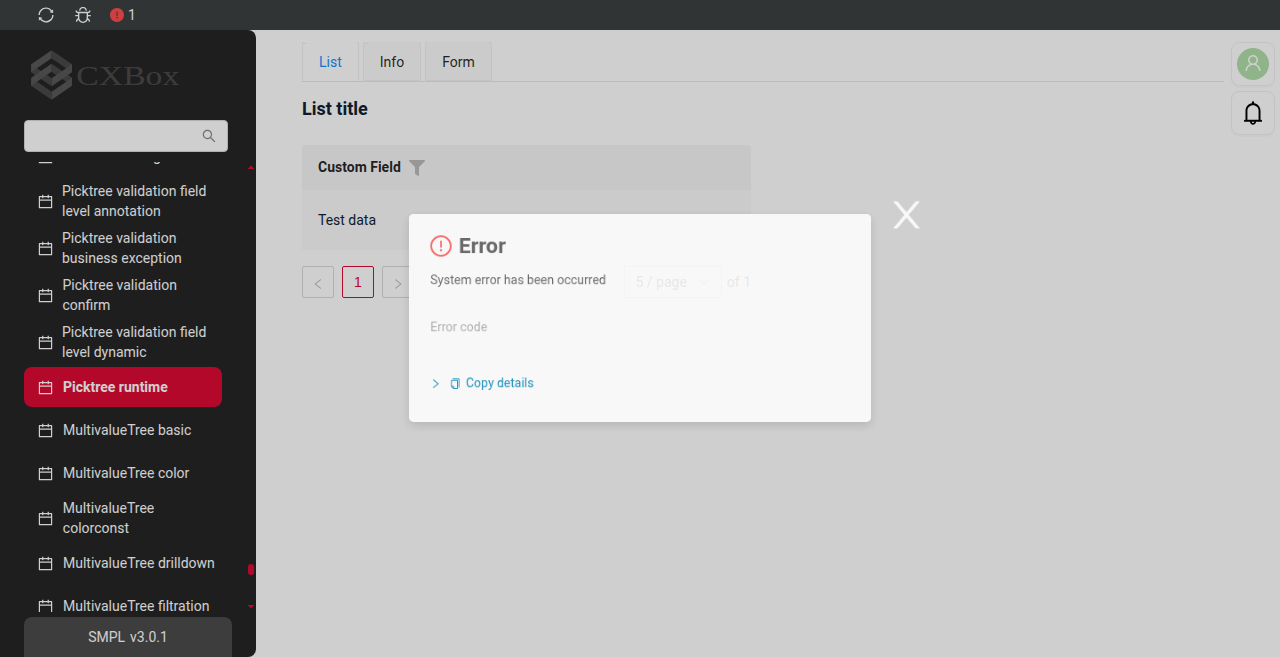 1
CXBox
Picktree validation field
level annotation
Picktree validation
business exception
Picktree validation
confirm
Picktree validation field
level dynamic
Picktree runtime
MultivalueTree basic
MultivalueTree color
MultivalueTree
colorconst
MultivalueTree drilldown
MultivalueTree filtration
SMPL v3.0.1
List Info Form
List title
Custom Field
Test data
< 1 > 5 / page of 1
Error
System error has been occurred
Error code
Copy details